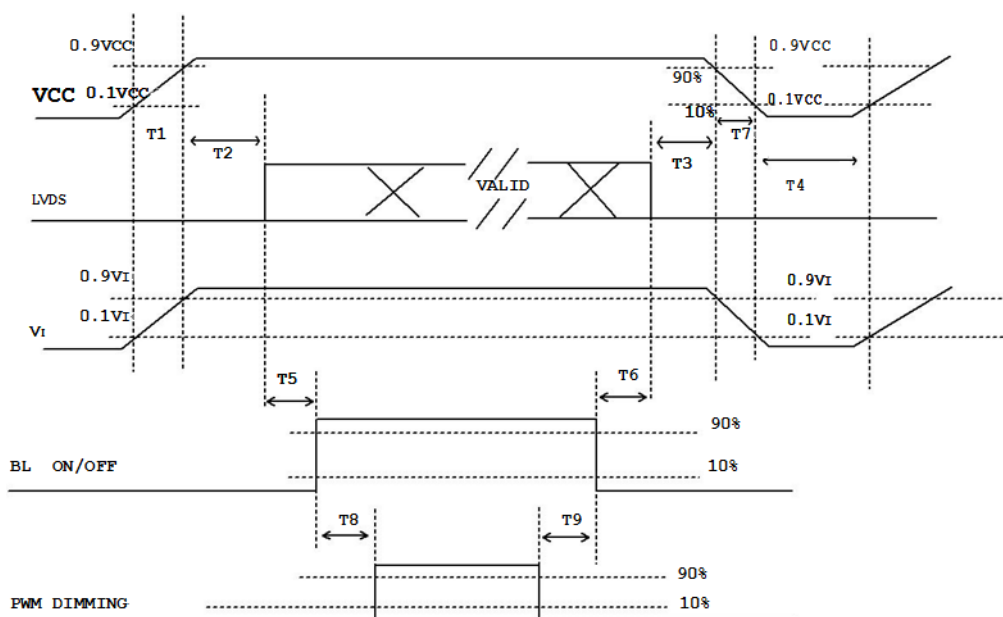 0.9VCC 0.9VCC
90%
VCC 0.1VCC 10% 0.1VCC
T1 T2 T3 T7 T4
LVDS VALID
0.9VI 0.9VI
0.1VI 0.1VI
VI
T5 T6
90%
BL ON/OFF 10%
T8 T9
90%
PWM DIMMING 10%